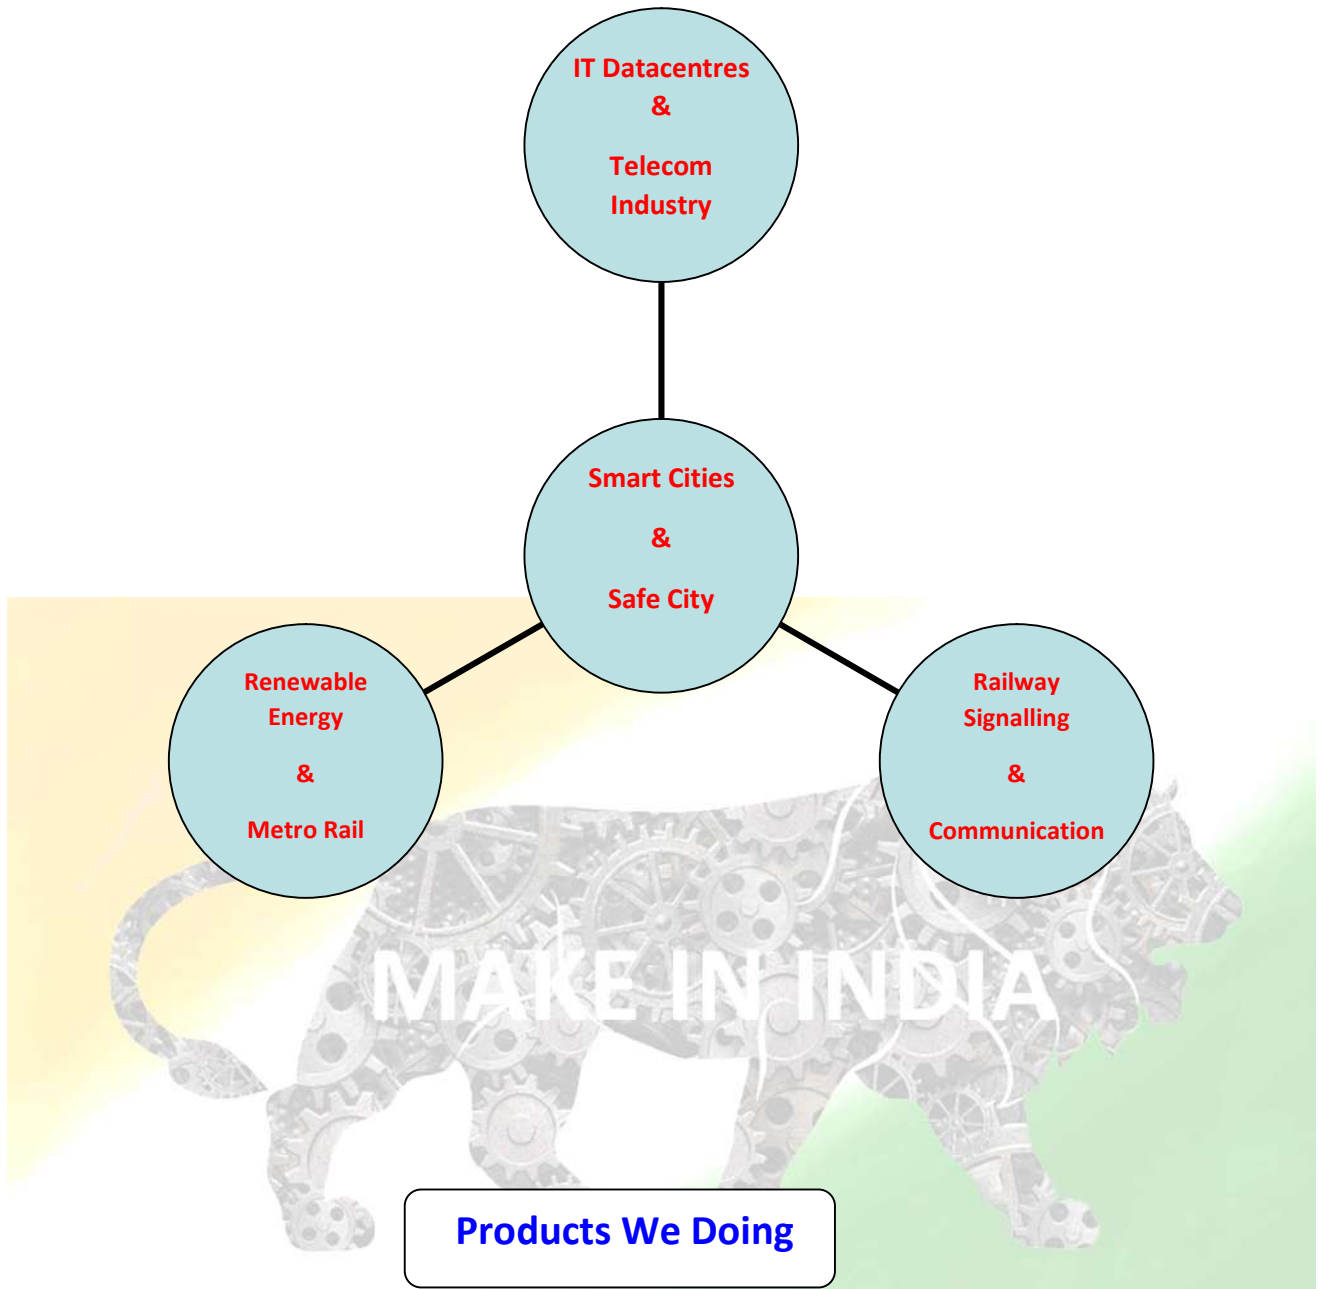 IT Datacentres
&
Telecom
Industry
Smart Cities
&
Safe City
Renewable
Energy
&
Metro Rail
Railway
Signalling
&
Communication
MAKE IN INDIA
Products We Doing